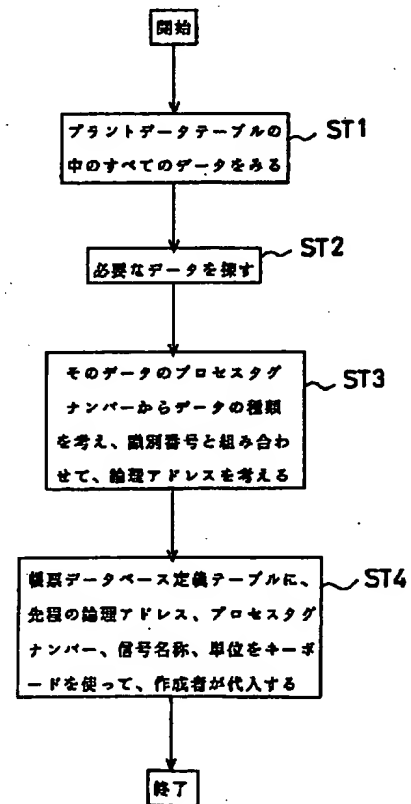 開始
プラントデータテーブルの
中のすべてのデータをみる
ST1
必要なデータを探す
ST2
そのデータのプロセスタグ
ナンバーからデータの種類
を考え、識別番号と組み合わ
せて、論理アドレスを考える
ST3
帳票データベース定義テーブルに、
先程の論理アドレス、プロセスタグ
ナンバー、信号名称、単位をキーボ
ードを使って、作成者が代入する
ST4
終了